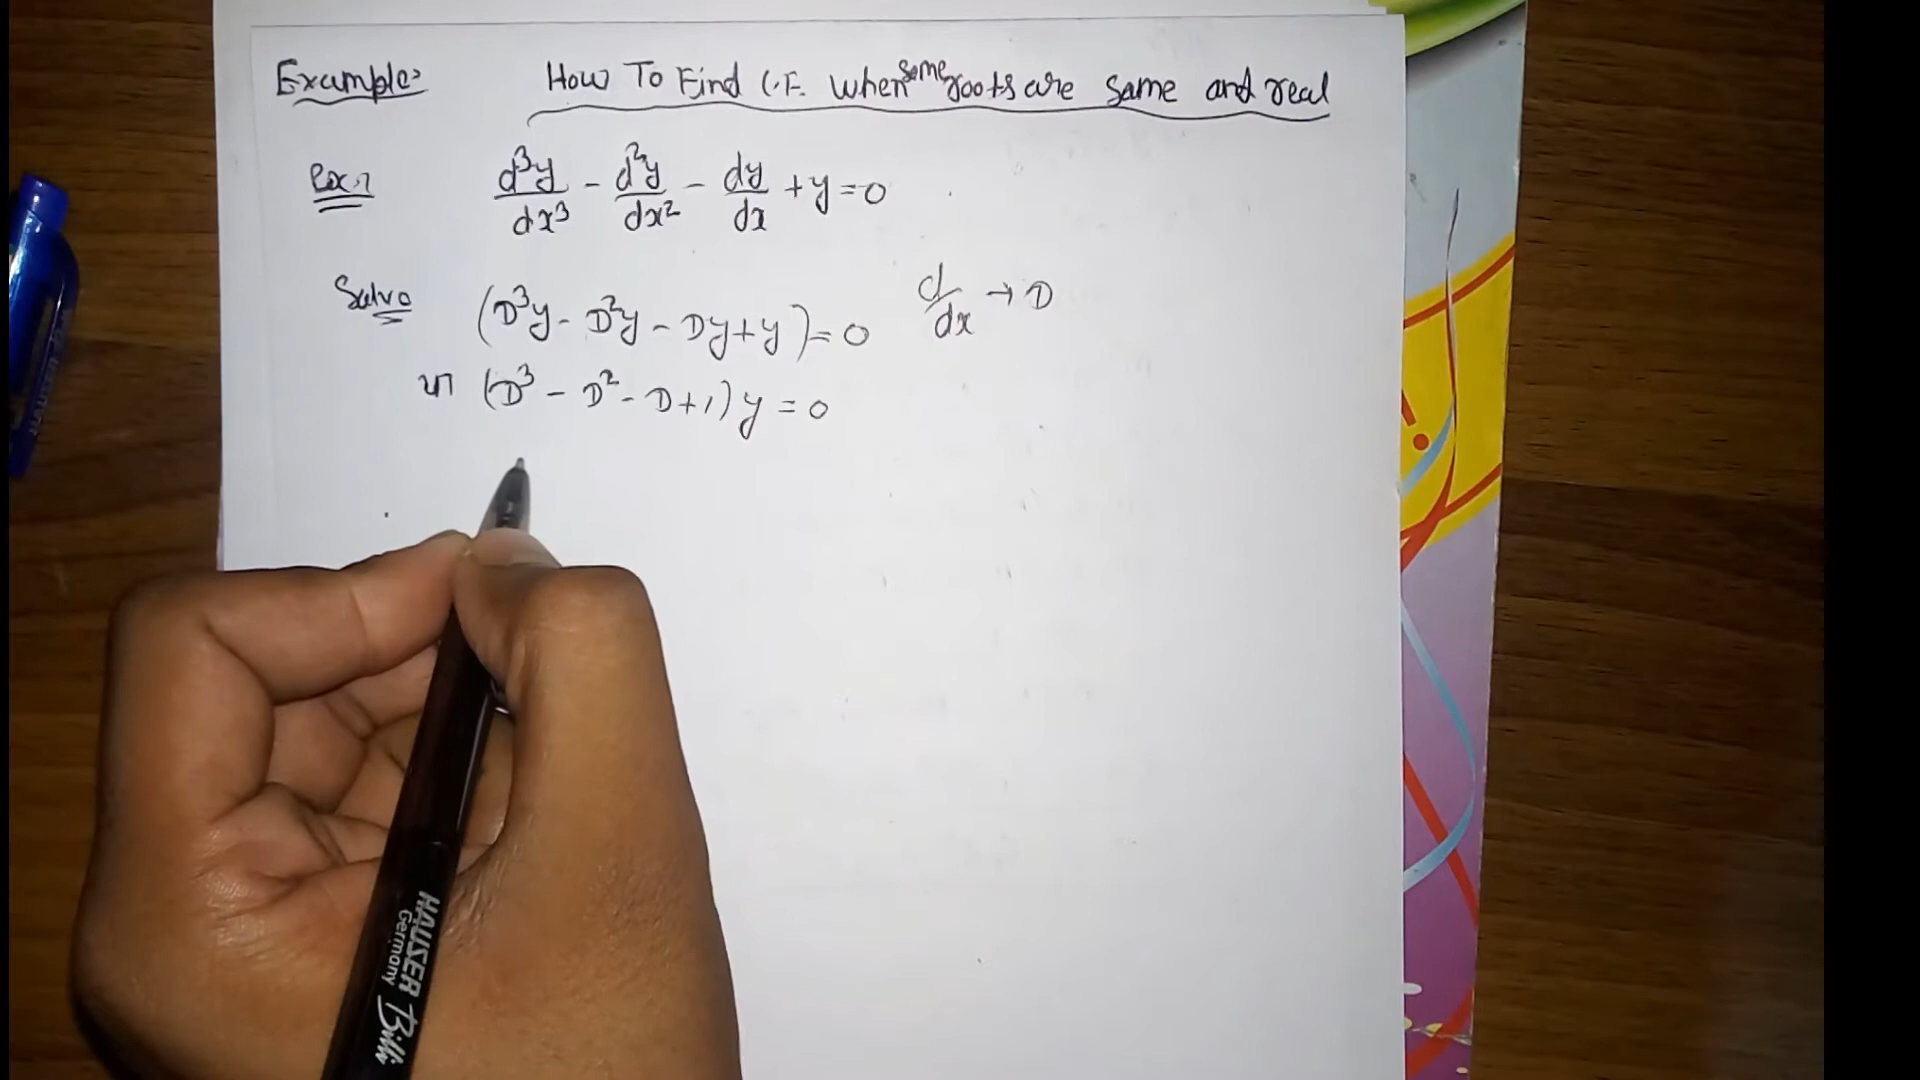 Example: How To Find C.F. When some roots are same and real
Ex.1 d³y/dx³ - d²y/dx² - dy/dx + y = 0
Solve (D³y - D²y - Dy + y) = 0 d/dx → D
या (D³ - D² - D + 1) y = 0
HAUSER
Germany
Billi